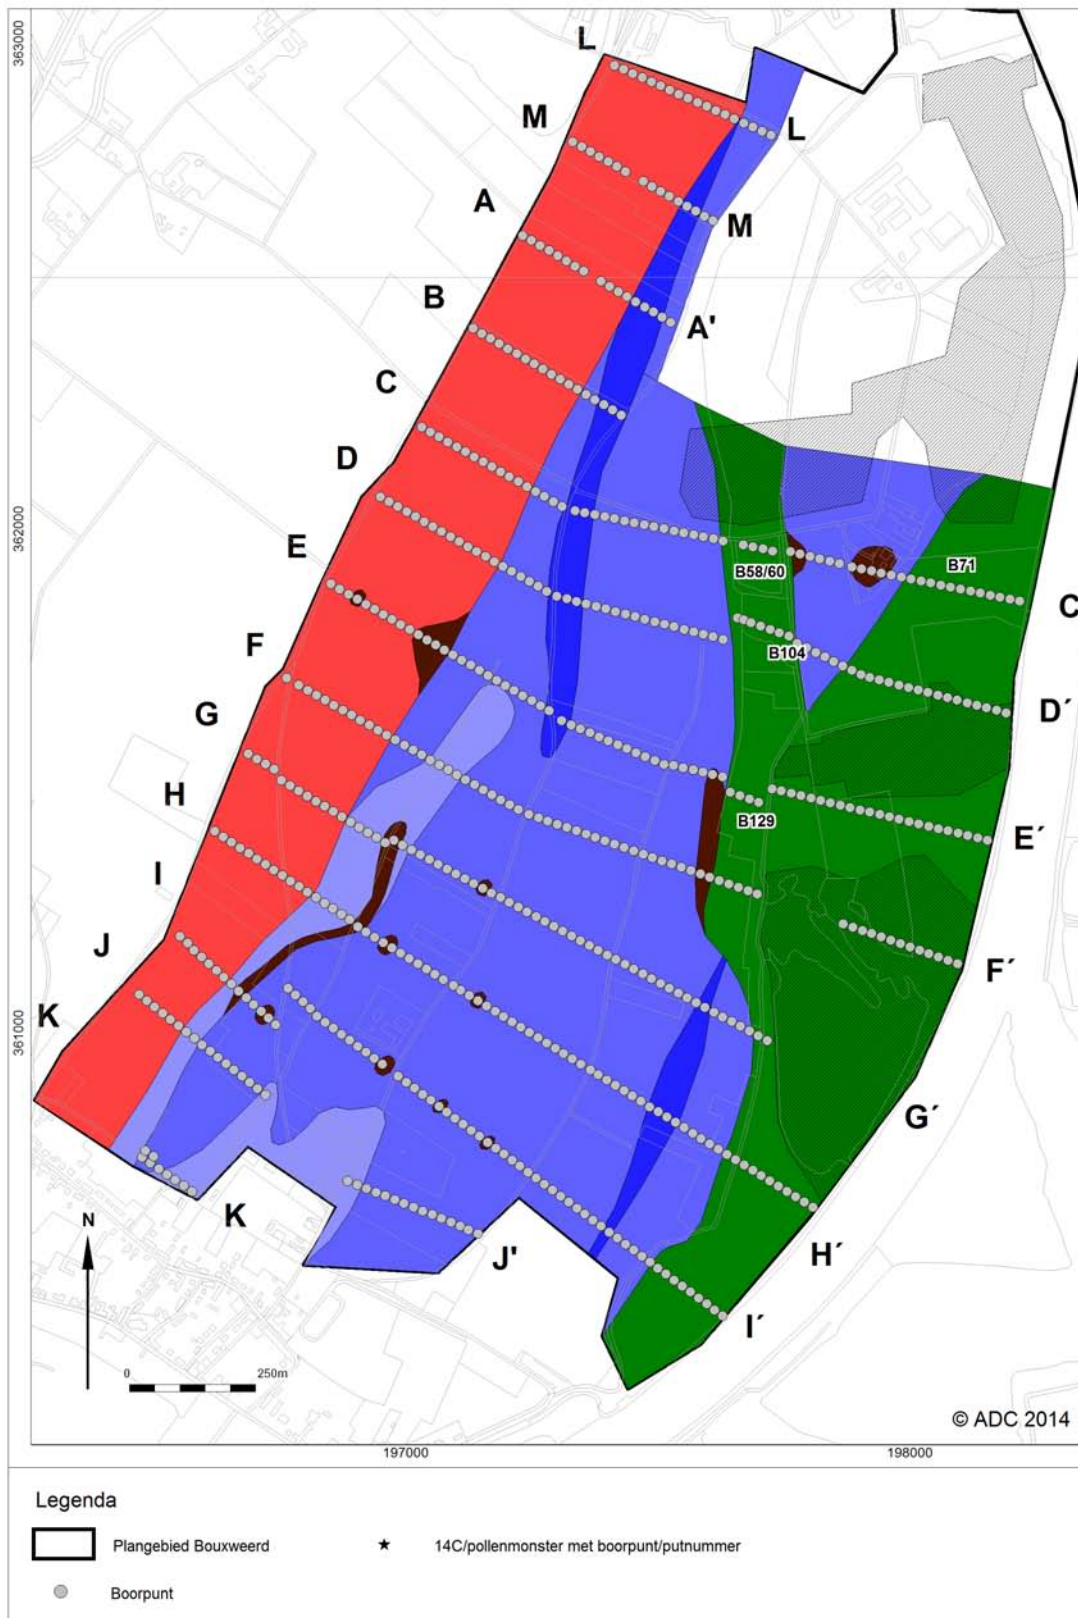 363000
L
M
L
A
M
B
A'
C
D
362000
E
B58/60
B71
C
F
B104
G
D´
H
B129
E´
I
F´
J
361000
K
G´
N
K
H´
J'
I´
0 250m
© ADC 2014
197000 198000
Legenda
Plangebied Bouxweerd
14C/pollenmonster met boorpunt/putnummer
Boorpunt